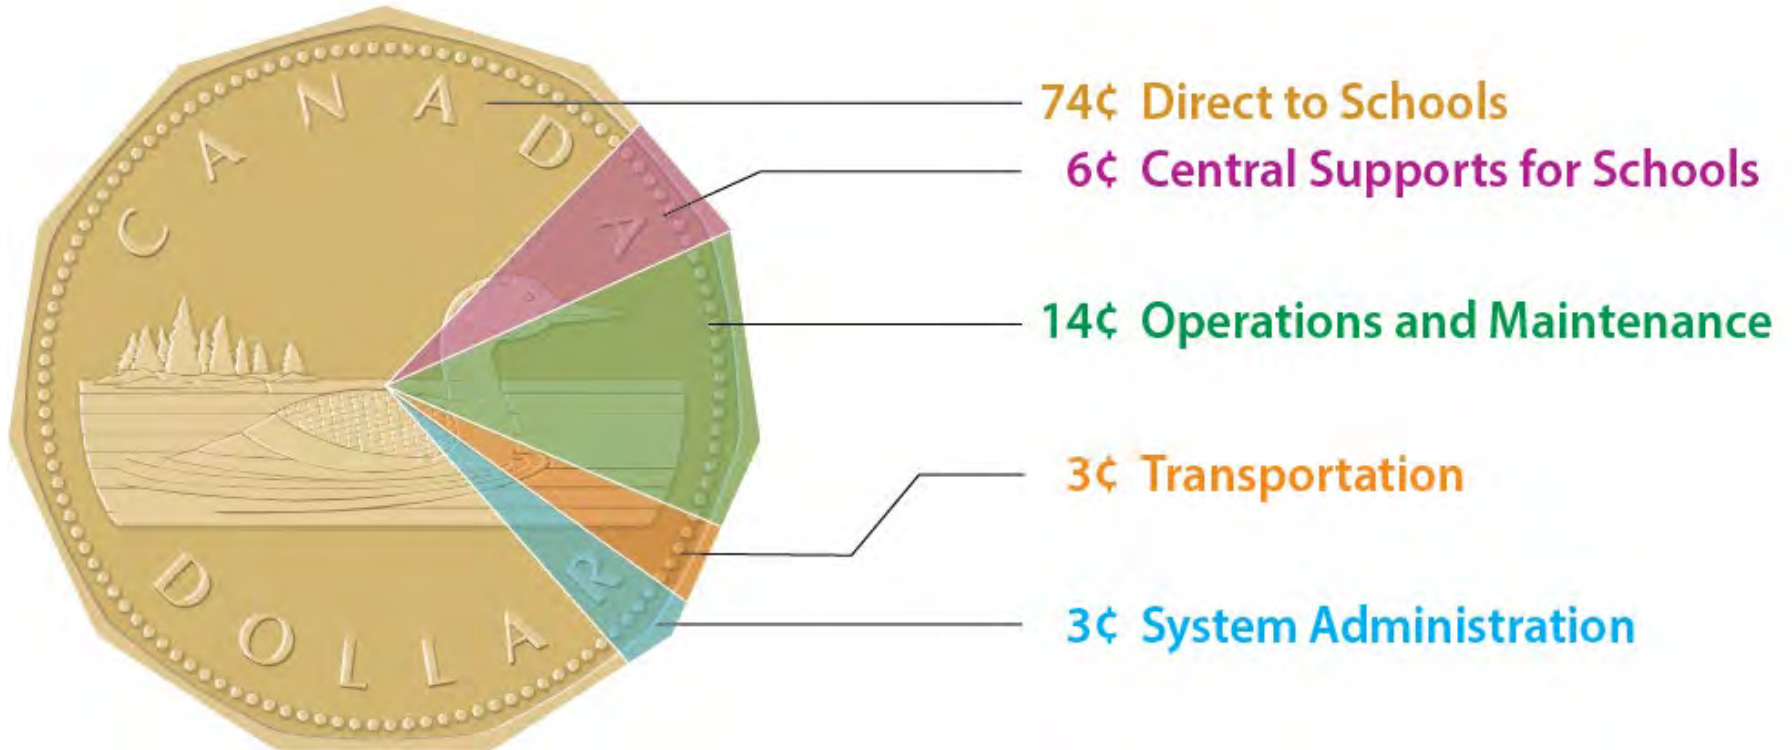 CANADA
74¢ Direct to Schools
6¢ Central Supports for Schools
14¢ Operations and Maintenance
3¢ Transportation
3¢ System Administration
DOLLAR